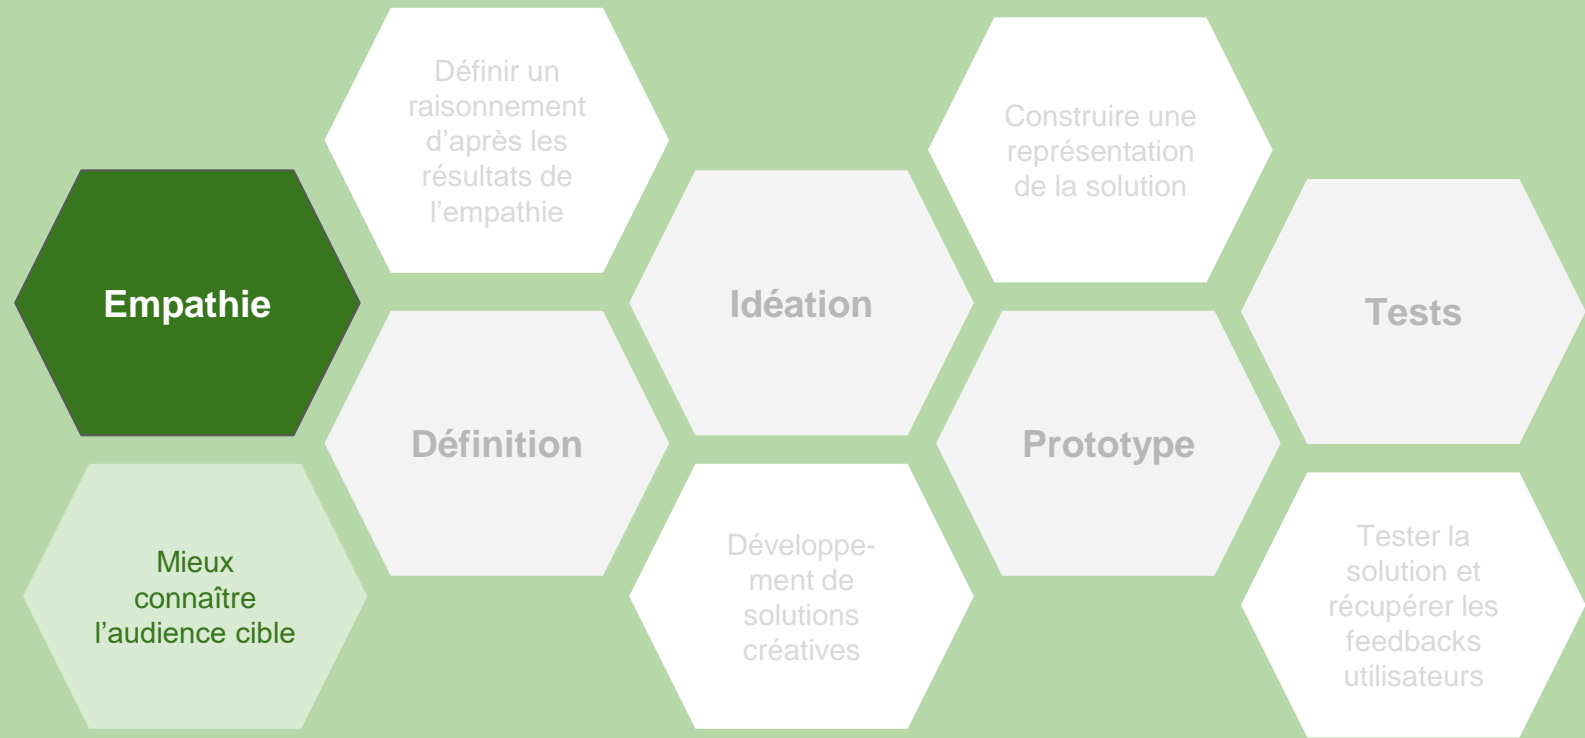 Empathie
Mieux
connaître
l’audience cible
Définir un
raisonnement
d’après les
résultats de
l’empathie
Définition
Idéation
Développe-
ment de
solutions
créatives
Construire une
représentation
de la solution
Prototype
Tests
Tester la
solution et
récupérer les
feedbacks
utilisateurs